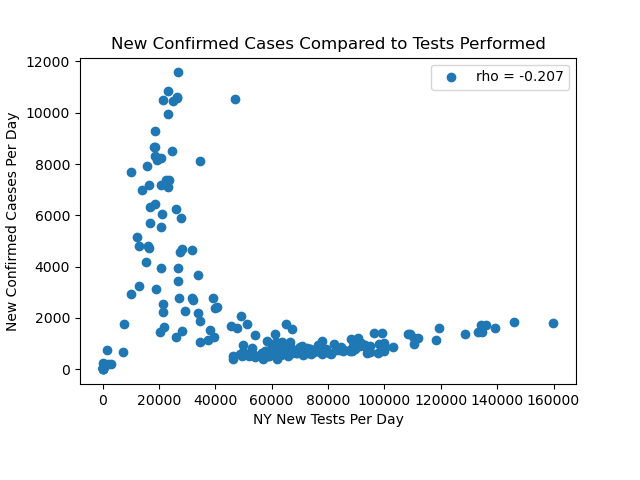 New Confirmed Cases Compared to Tests Performed
rho = -0.207
12000
10000
8000
6000
4000
2000
0
New Confirmed Caeses Per Day
0 20000 40000 60000 80000 100000 120000 140000 160000
NY New Tests Per Day